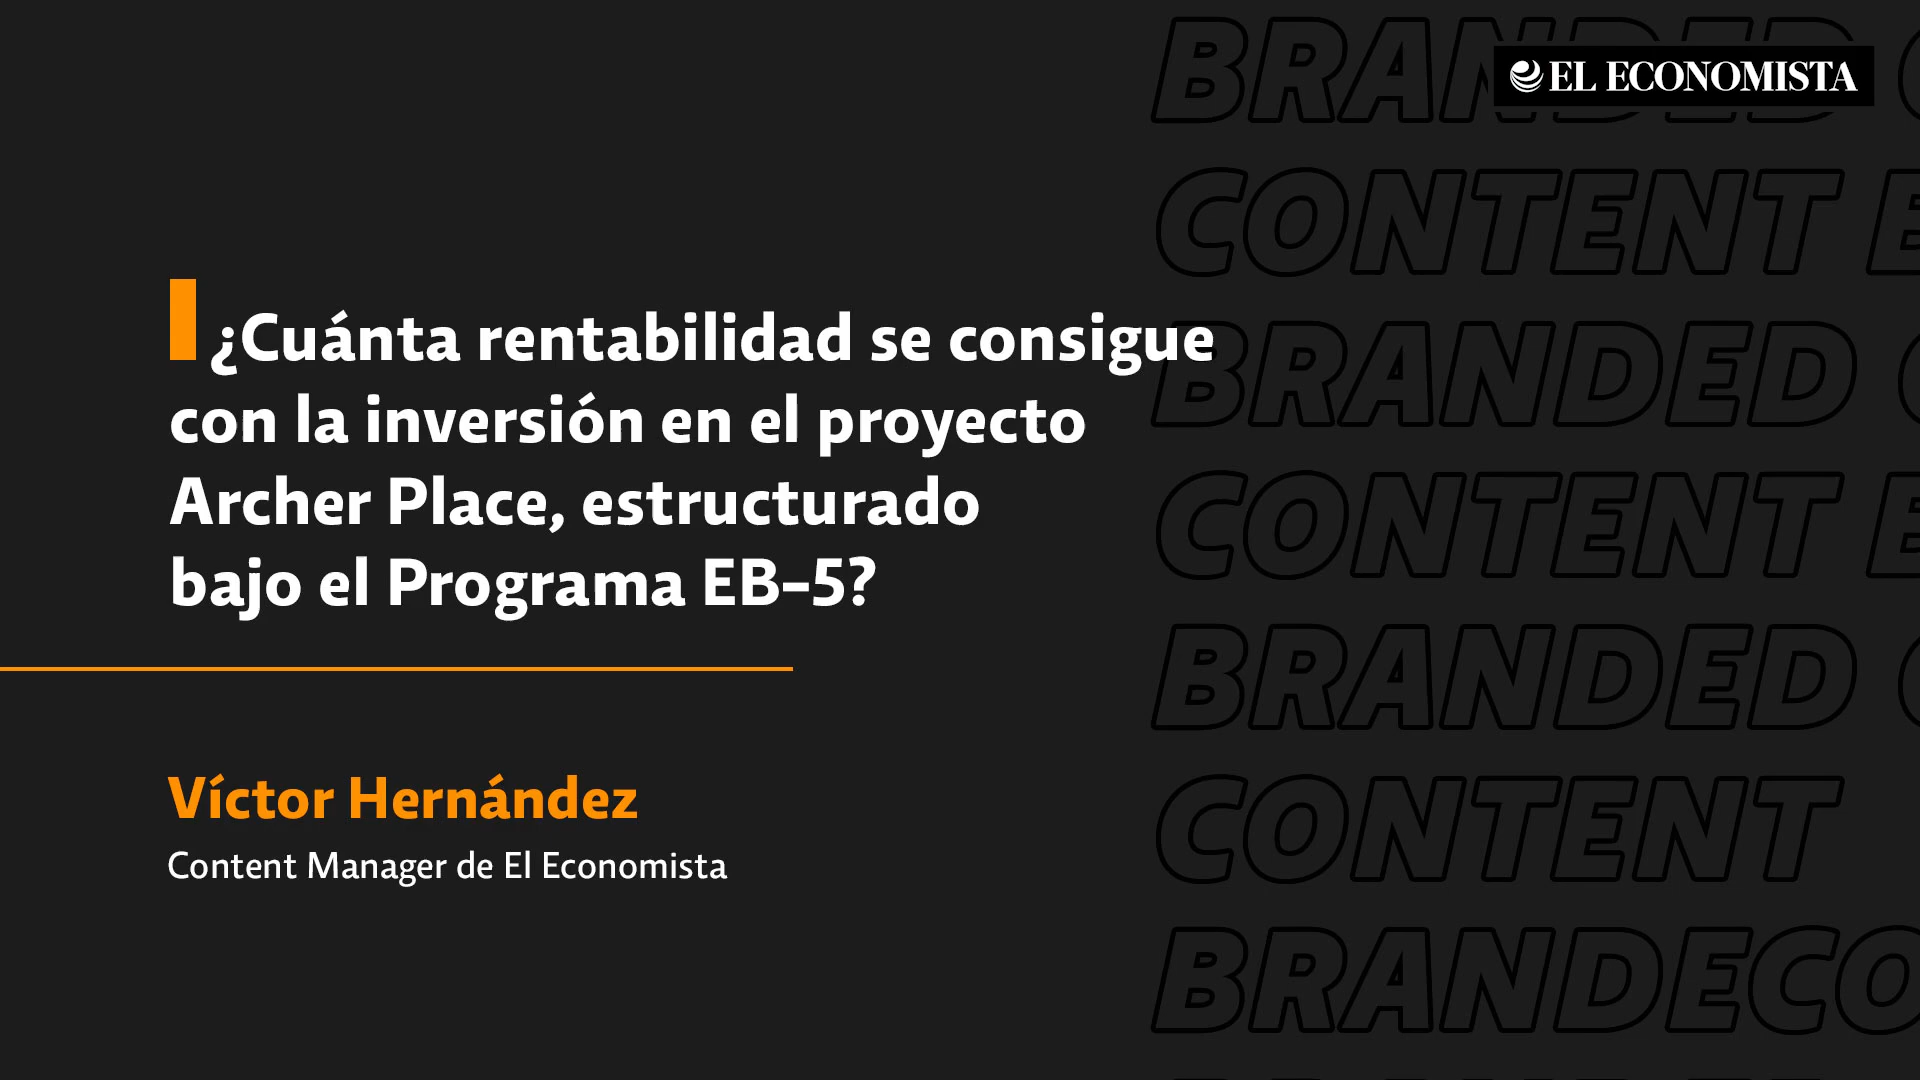 BRANDED C
EL ECONOMISTA
CONTENT B
¿Cuánta rentabilidad se consigue
con la inversión en el proyecto
Archer Place, estructurado
bajo el Programa EB-5?
BRANDED C
CONTENT B
BRANDED C
Víctor Hernández
Content Manager de El Economista
CONTENT
BRANDECO